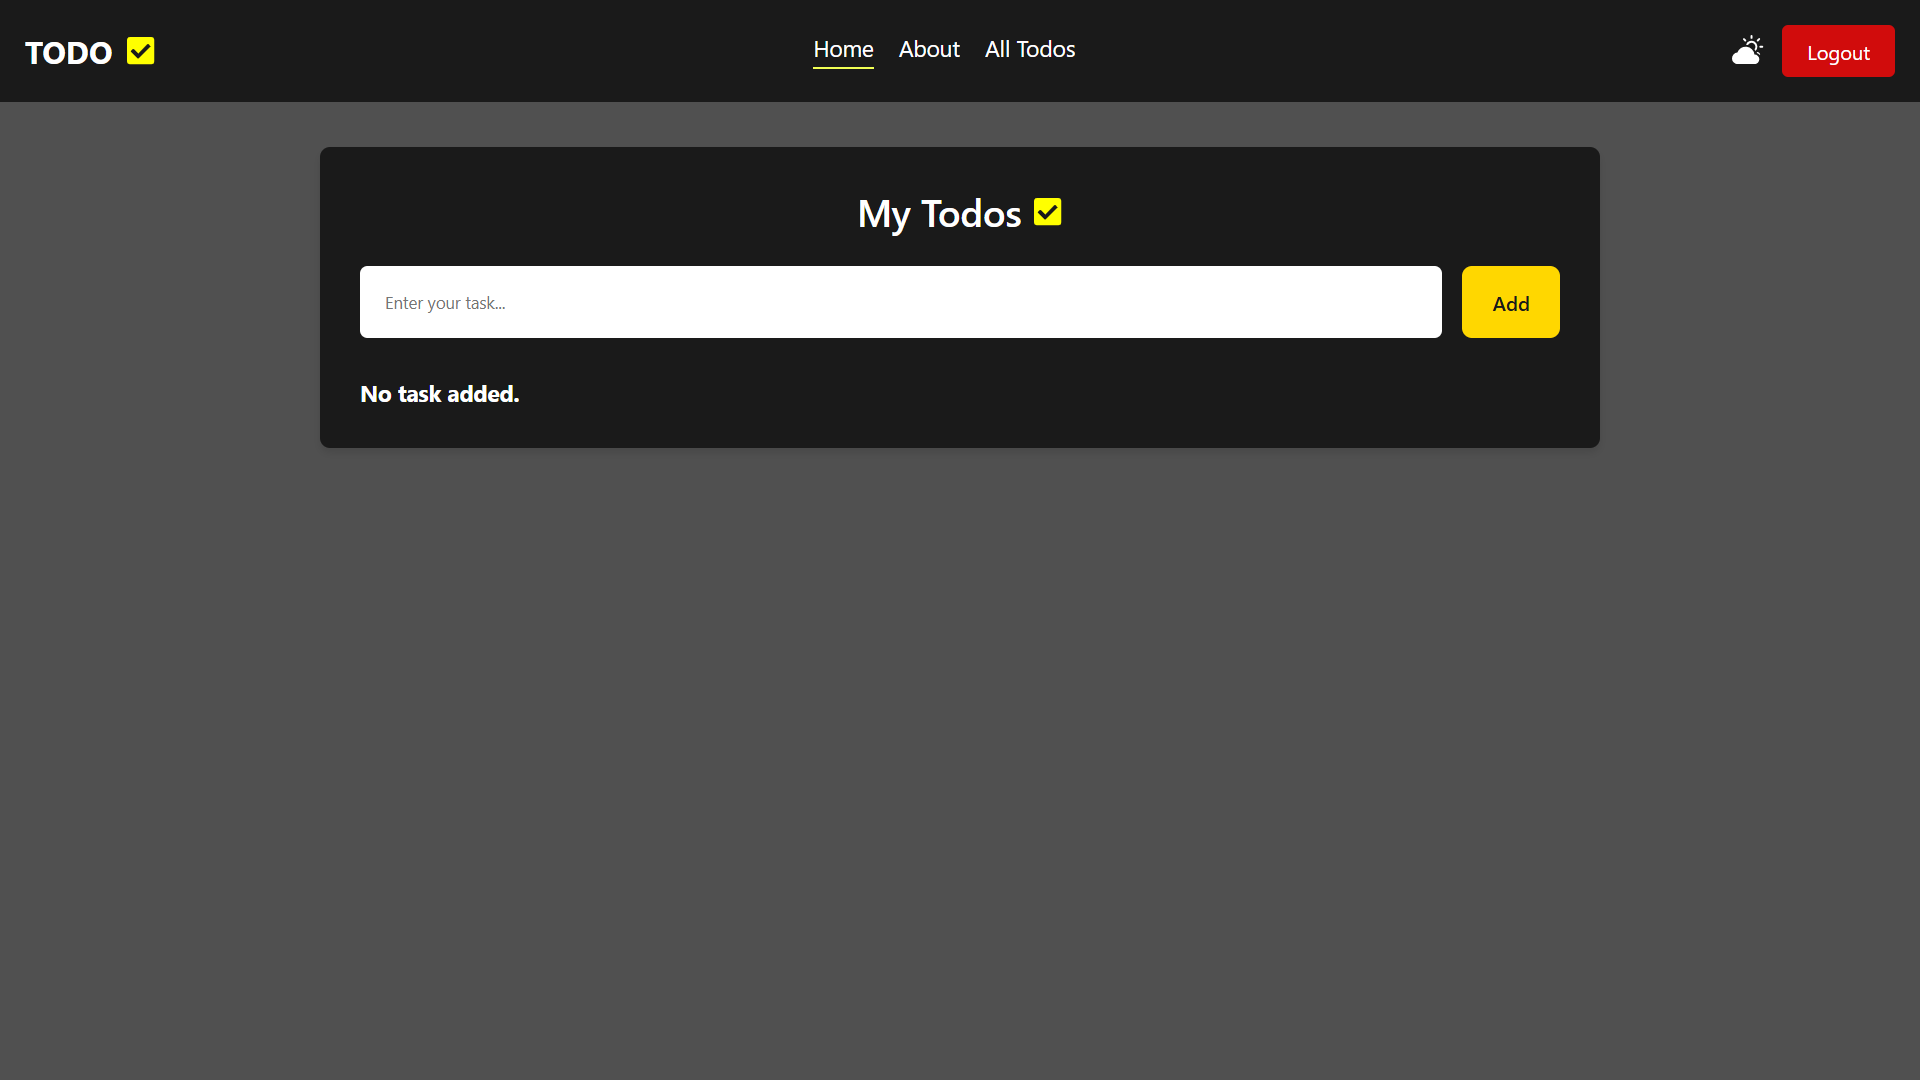 TODO
Home About All Todos
Logout
My Todos
Enter your task...
Add
No task added.